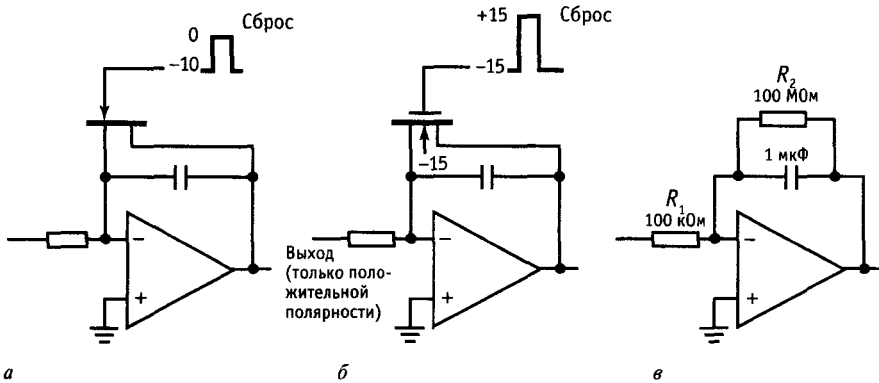 0
Сброс
−10
+15
Сброс
−15
−15
R2
100 МОм
1 мкФ
R1
100 кОм
−
+
Выход
(только поло-
жительной
полярности)
−
+
−
+
а
б
в